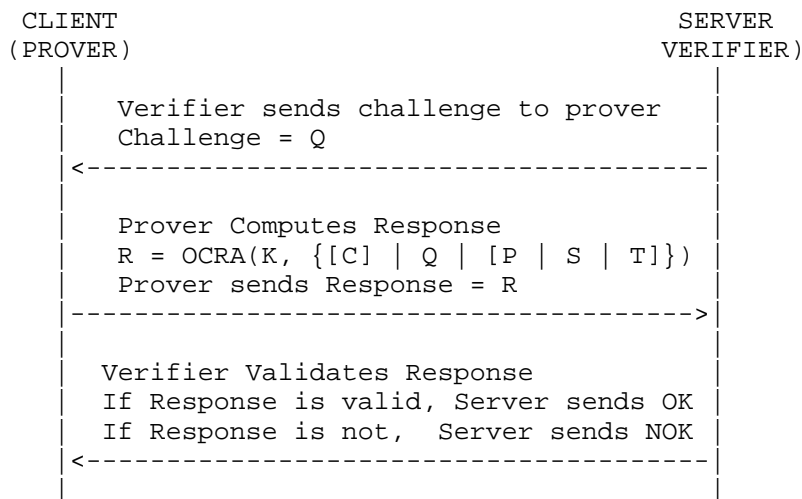 CLIENT                                   SERVER
(PROVER)                                 VERIFIER)
Verifier sends challenge to prover
Challenge = Q
Prover Computes Response
R = OCRA(K, {[C] | Q | [P | S | T]})
Prover sends Response = R
Verifier Validates Response
If Response is valid, Server sends OK
If Response is not,  Server sends NOK